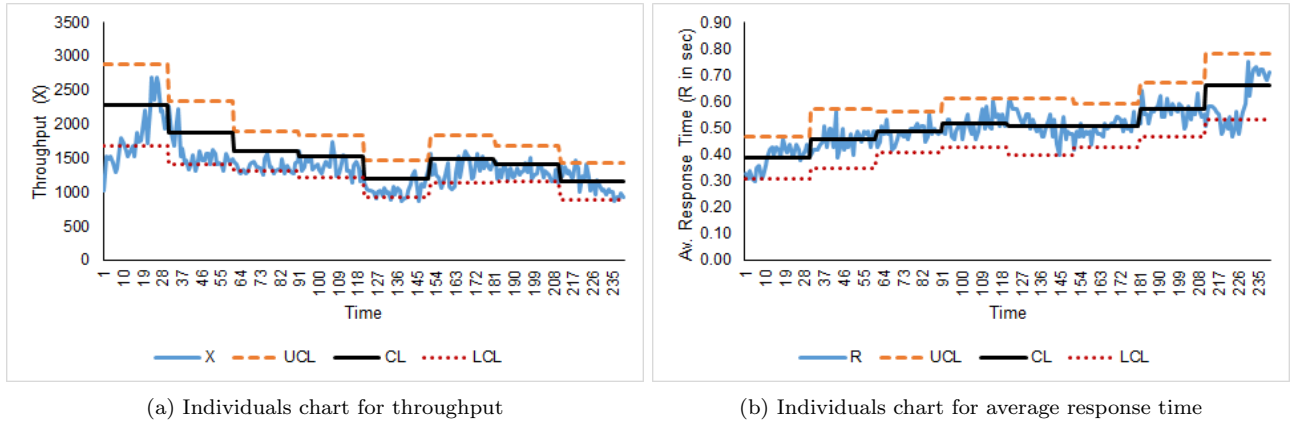 3500
3000
2500
2000
1500
1000
500
0
Throughput (X)
1 10 19 28 37 46 55 64 73 82 91 100 109 118 127 136 145 154 163 172 181 190 199 208 217 226 235
Time
X UCL CL LCL
(a) Individuals chart for throughput
0.90
0.80
0.70
0.60
0.50
0.40
0.30
0.20
0.10
0.00
Av. Response Time (R in sec)
1 10 19 28 37 46 55 64 73 82 91 100 109 118 127 136 145 154 163 172 181 190 199 208 217 226 235
Time
R UCL CL LCL
(b) Individuals chart for average response time